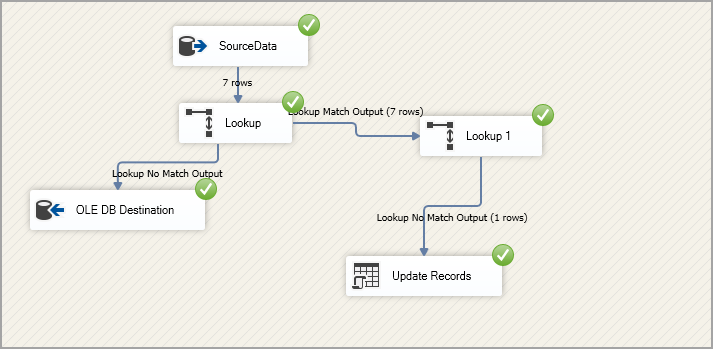 SourceData
7 rows
Lookup
Lookup Match Output (7 rows)
Lookup 1
Lookup No Match Output
OLE DB Destination
Lookup No Match Output (1 rows)
Update Records